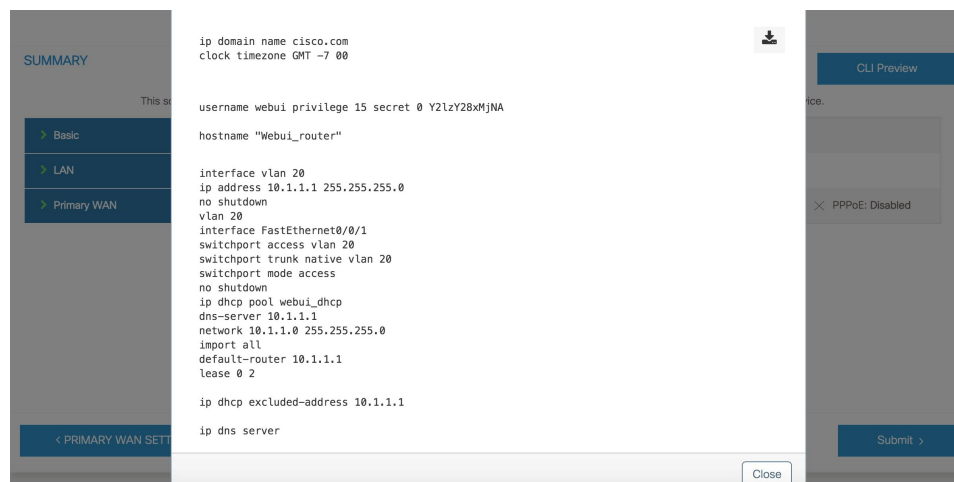 SUMMARY
CLI Preview
This
vice.
> Basic
> LAN
> Primary WAN
PPPoE: Disabled
ip domain name cisco.com
clock timezone GMT -7 00
username webui privilege 15 secret 0 Y2lzY28xMjNA
hostname "Webui_router"
interface vlan 20
ip address 10.1.1.1 255.255.255.0
no shutdown
vlan 20
interface FastEthernet0/0/1
switchport access vlan 20
switchport trunk native vlan 20
switchport mode access
no shutdown
ip dhcp pool webui_dhcp
dns-server 10.1.1.1
network 10.1.1.0 255.255.255.0
import all
default-router 10.1.1.1
lease 0 2
ip dhcp excluded-address 10.1.1.1
ip dns server
< PRIMARY WAN SETT
Submit >
Close